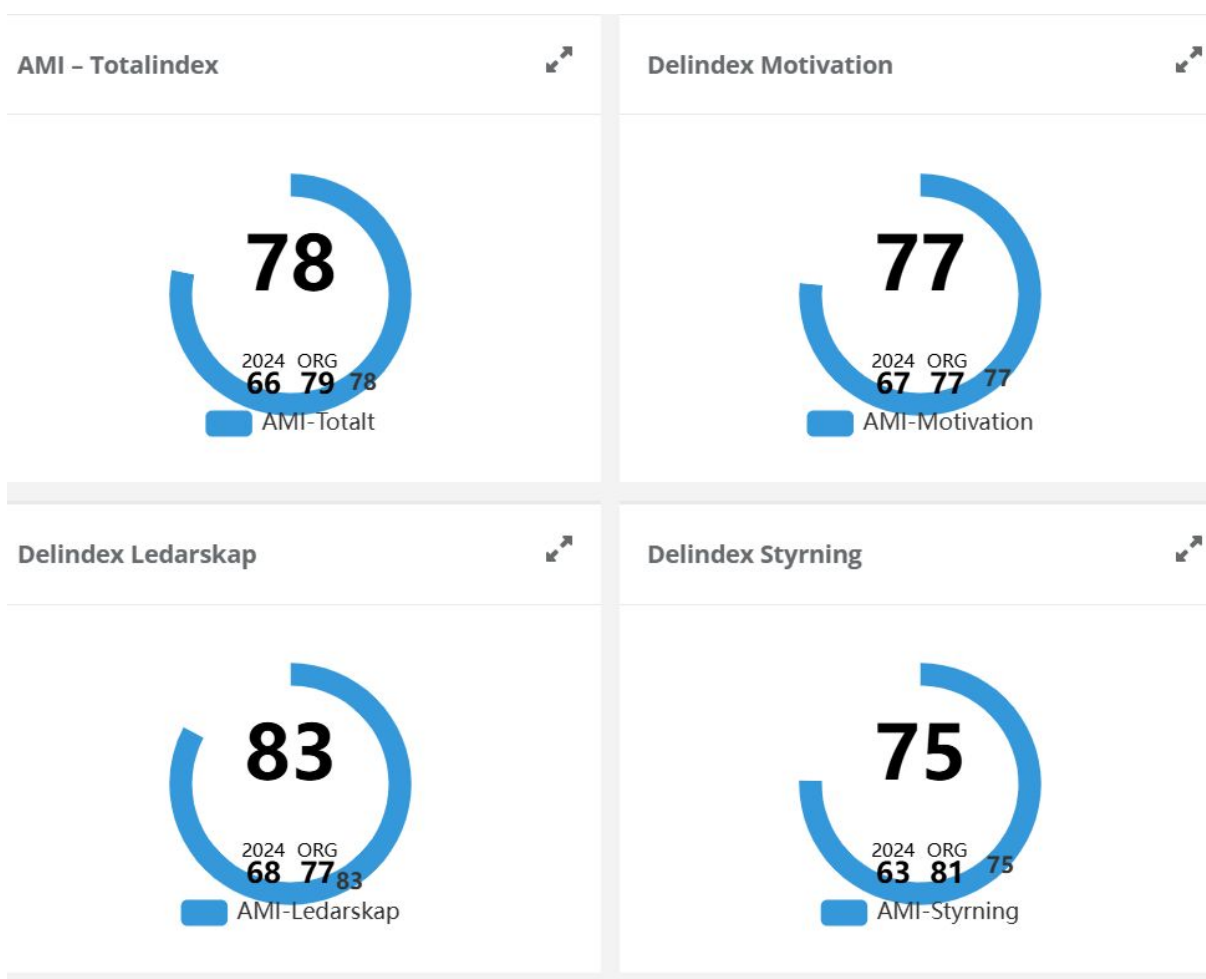 AMI – Totalindex
78
2024 ORG
66 79 78
AMI-Totalt
Delindex Motivation
77
2024 ORG
67 77 77
AMI-Motivation
Delindex Ledarskap
83
2024 ORG
68 77 83
AMI-Ledarskap
Delindex Styrning
75
2024 ORG
63 81 75
AMI-Styrning